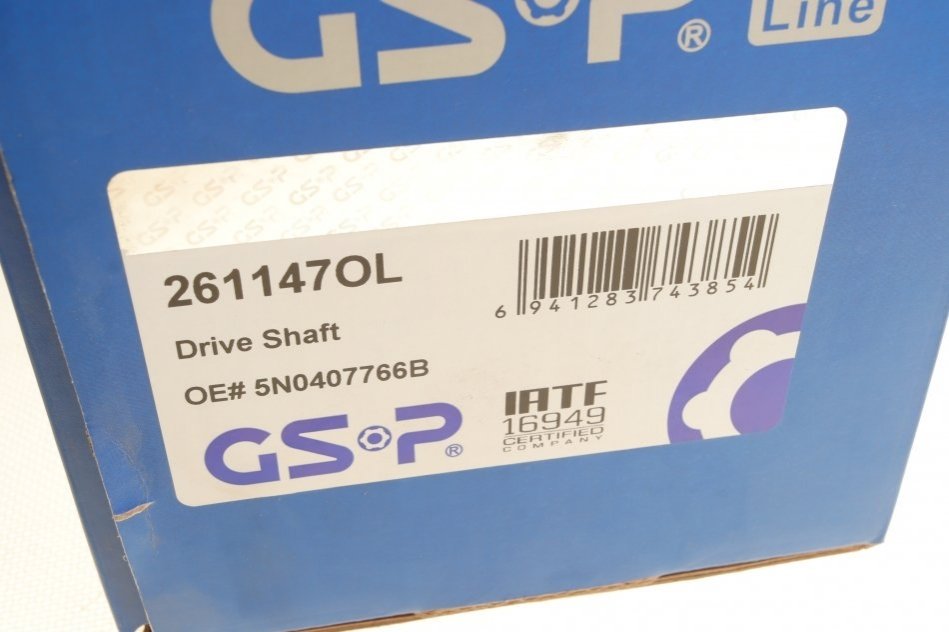 GSP®
Line
261147OL
6 941283 743854
Drive Shaft
OE# 5N0407766B
GSP®
IATF
16949
CERTIFIED
COMPANY